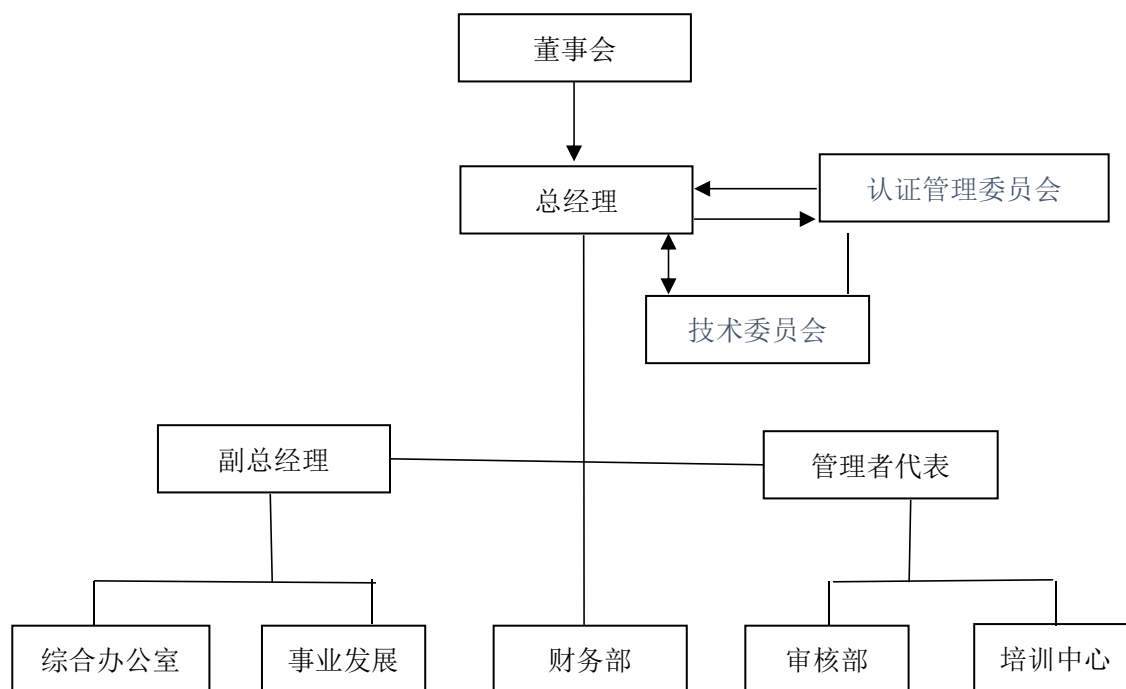 董事会
总经理
认证管理委员会
技术委员会
副总经理
管理者代表
综合办公室
事业发展
财务部
审核部
培训中心